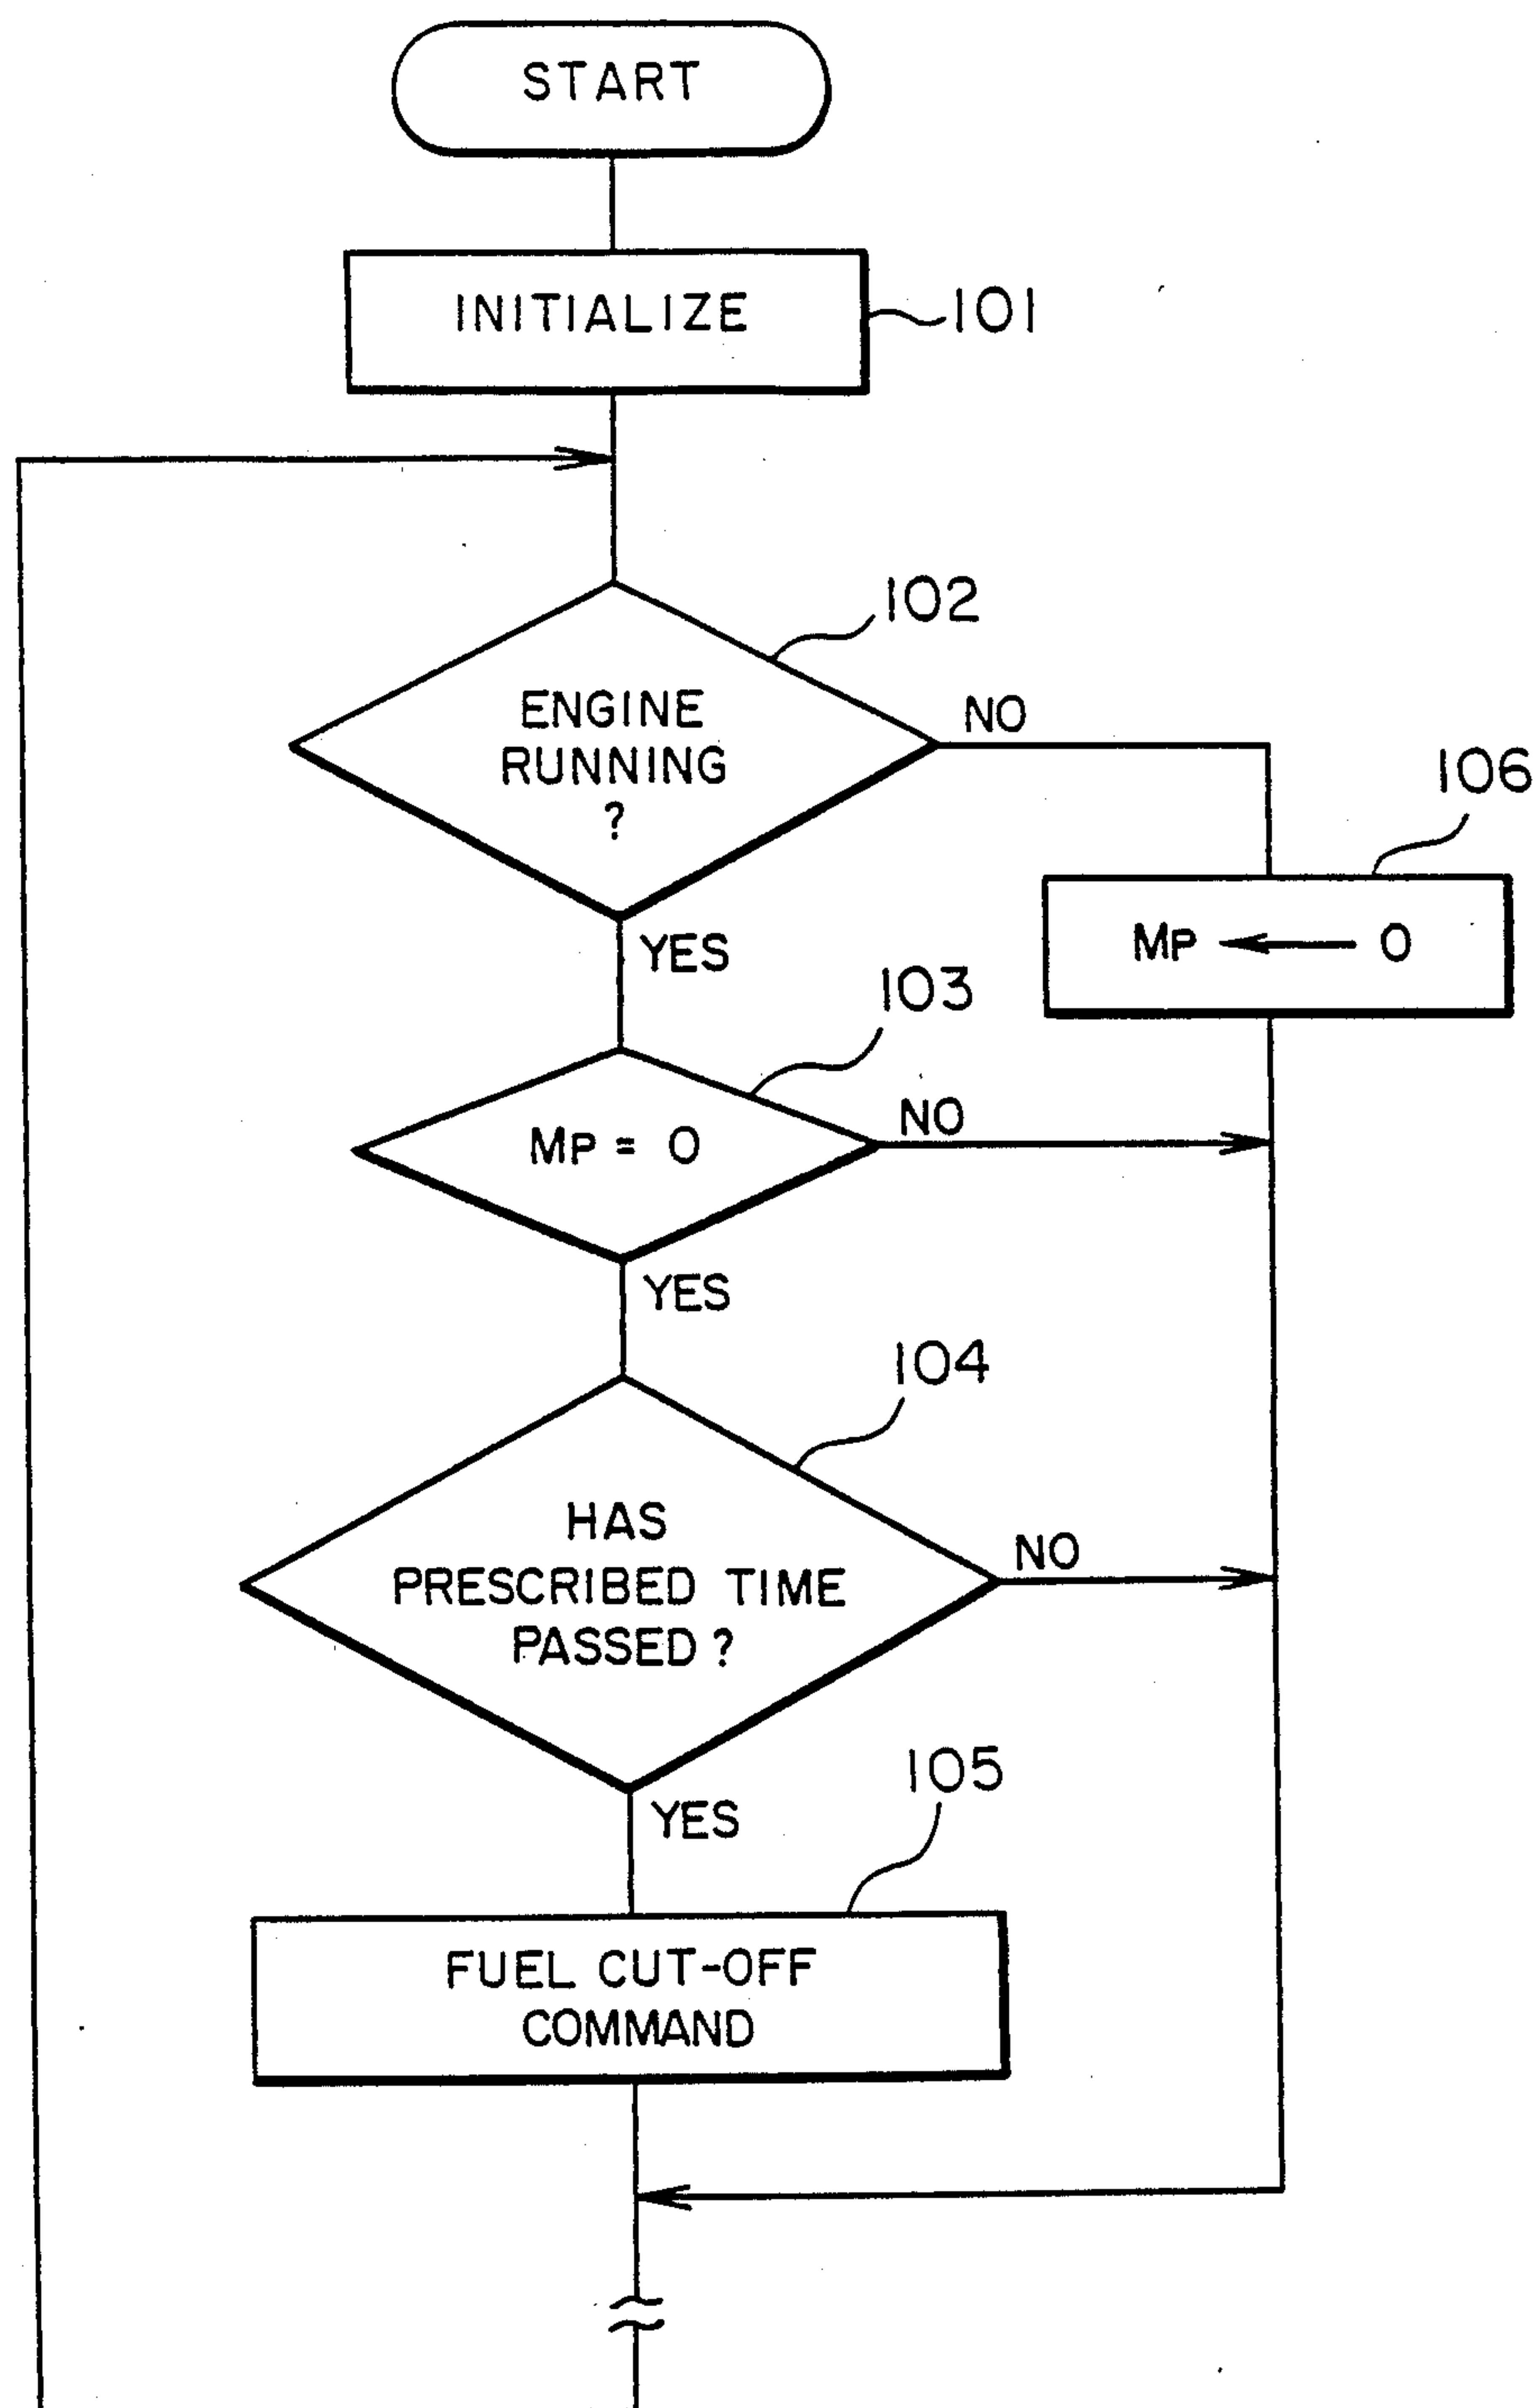 START
INITIALIZE
101
102
ENGINE
RUNNING
?
NO
YES
106
MP ← 0
103
MP = 0
NO
YES
104
HAS
PRESCRIBED TIME
PASSED ?
NO
YES
105
FUEL CUT-OFF
COMMAND